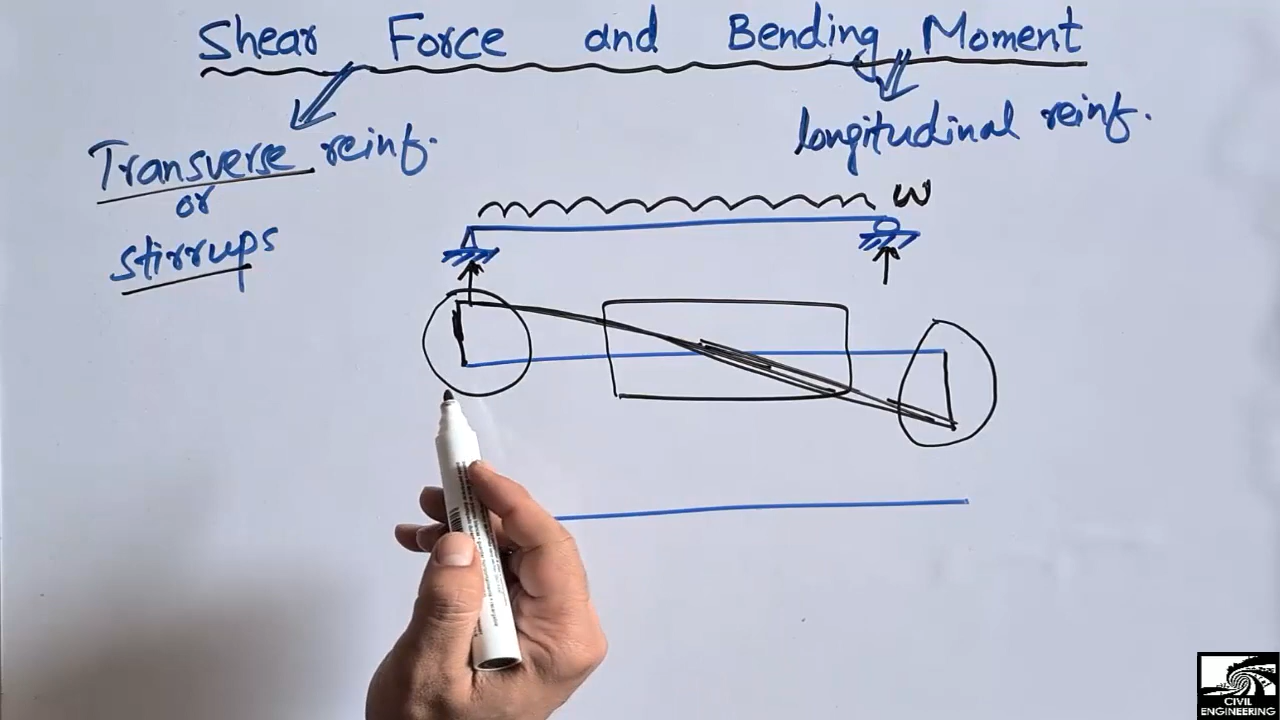 Shear Force and Bending Moment
Transverse reinf.
or
stirrups
longitudinal reinf.
w
CIVIL
ENGINEERING